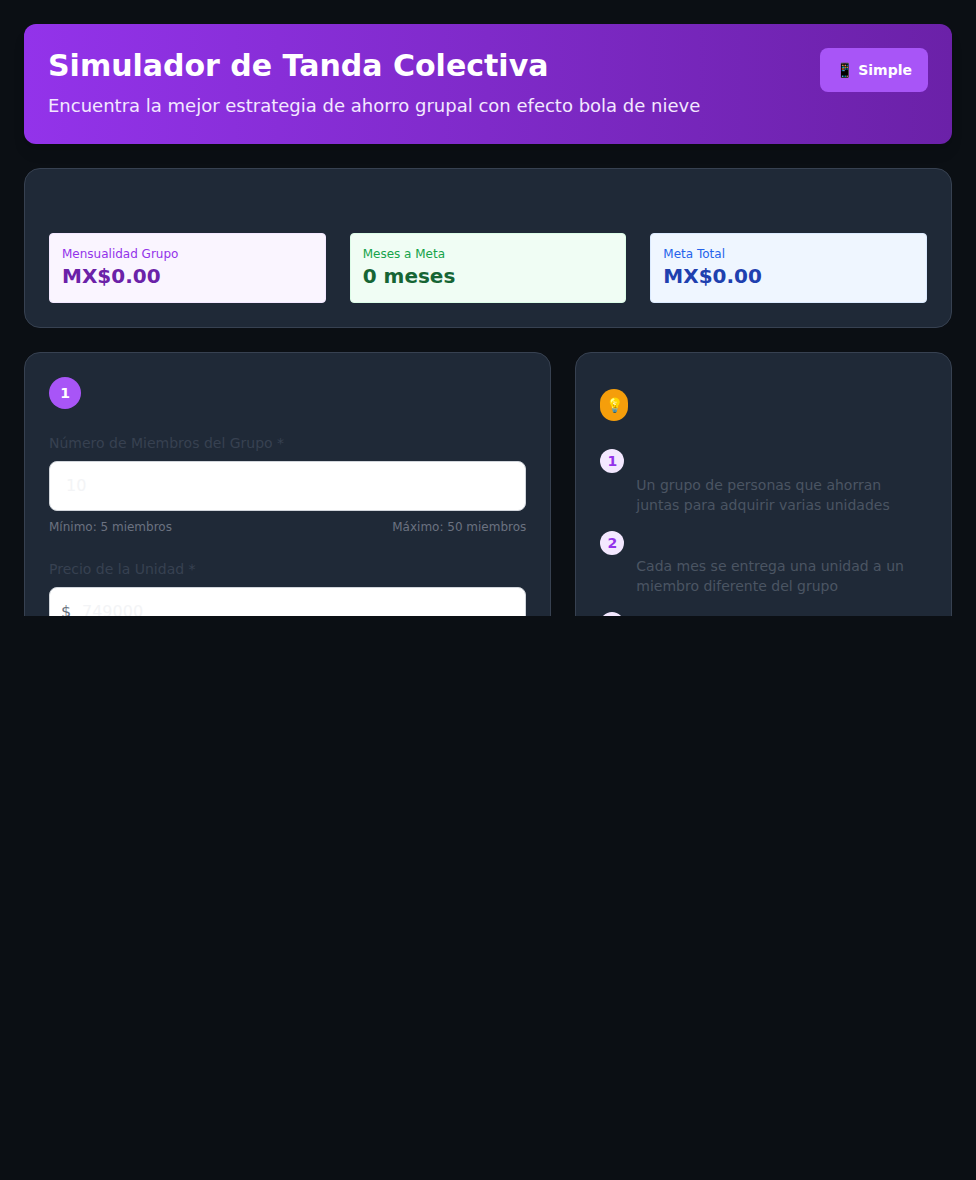 Simulador de Tanda Colectiva
Encuentra la mejor estrategia de ahorro grupal con efecto bola de nieve
📱 Simple
Mensualidad Grupo
MX$0.00
Meses a Meta
0 meses
Meta Total
MX$0.00
1
Número de Miembros del Grupo *
10
Mínimo: 5 miembros
Máximo: 50 miembros
Precio de la Unidad *
$ 749000
💡
1
Un grupo de personas que ahorran
juntas para adquirir varias unidades
2
Cada mes se entrega una unidad a un
miembro diferente del grupo